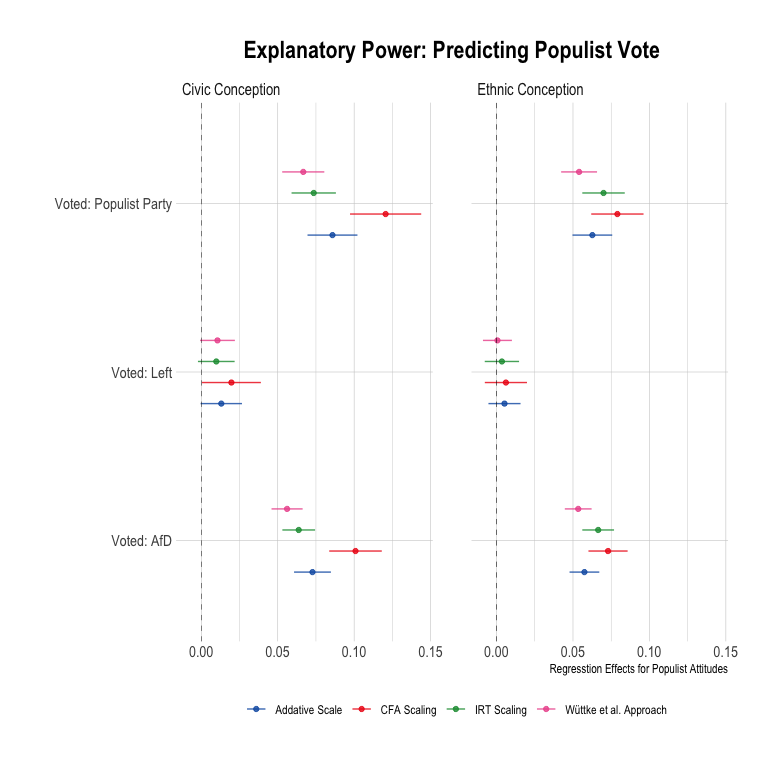 Explanatory Power: Predicting Populist Vote
Civic Conception
Ethnic Conception
Voted: Populist Party
Voted: Left
Voted: AfD
0.00 0.05 0.10 0.15
0.00 0.05 0.10 0.15
Regresstion Effects for Populist Attitudes
Addative Scale CFA Scaling IRT Scaling Wüttke et al. Approach